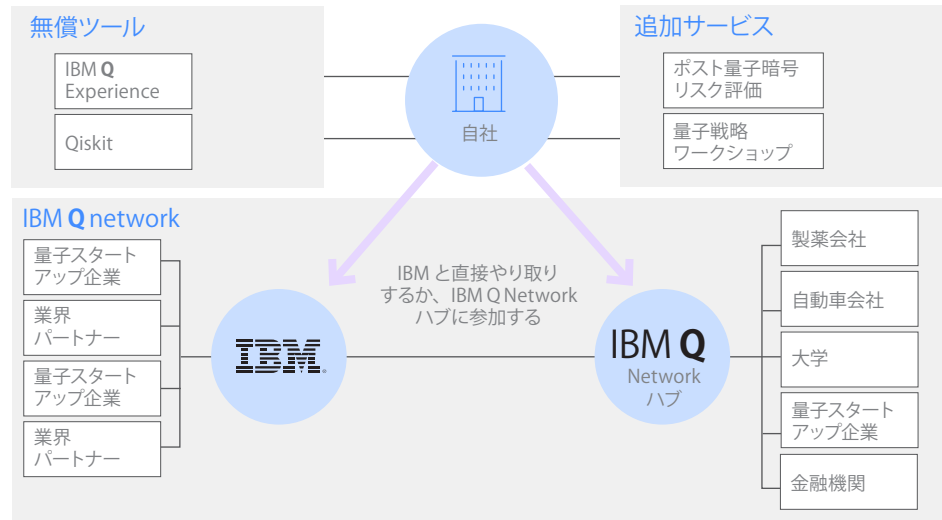 無償ツール
IBM Q
Experience
Qiskit
自社
追加サービス
ポスト量子暗号
リスク評価
量子戦略
ワークショップ
IBM Q network
量子スタート
アップ企業
業界
パートナー
量子スタート
アップ企業
業界
パートナー
IBM
IBM と直接やり取り
するか、IBM Q Network
ハブに参加する
IBM Q
Network
ハブ
製薬会社
自動車会社
大学
量子スタート
アップ企業
金融機関